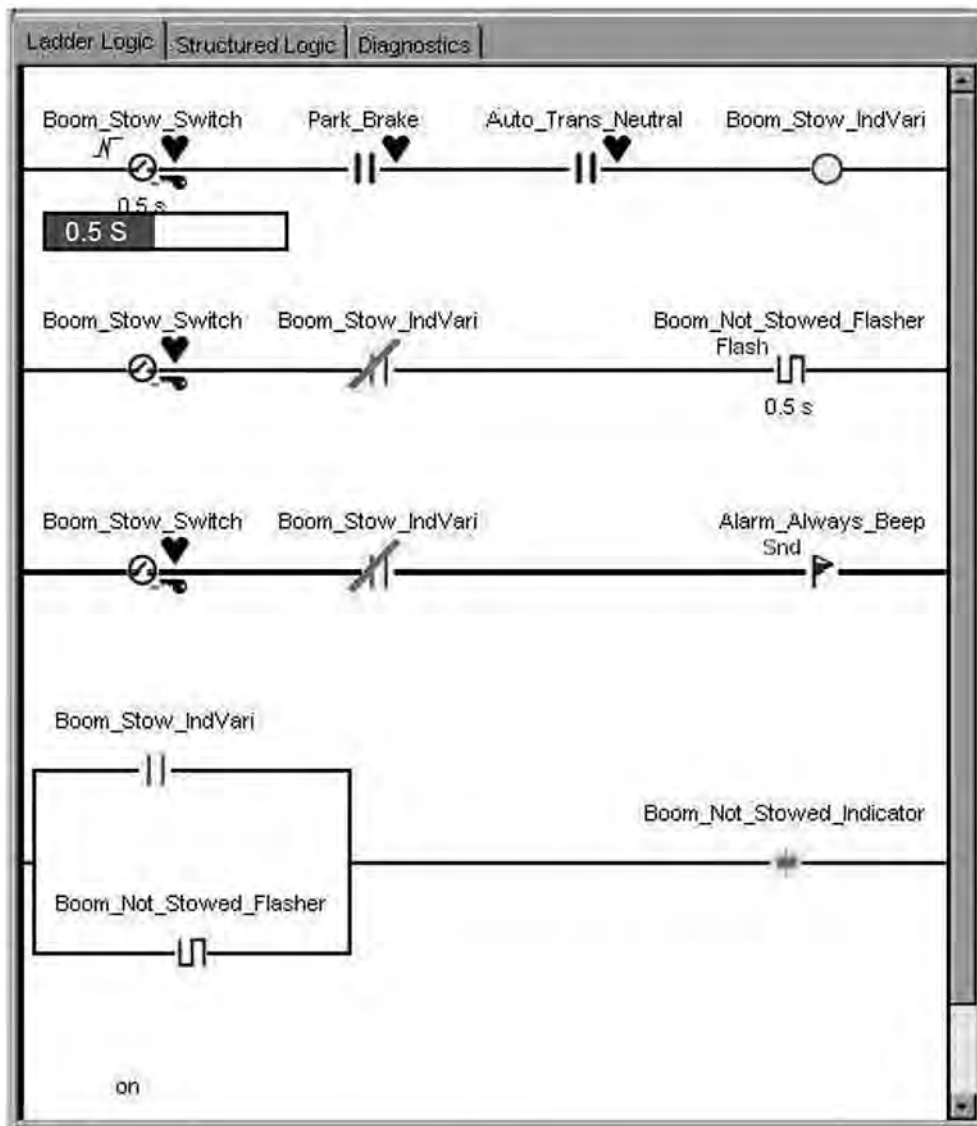 Ladder Logic Structured Logic Diagnostics
Boom_Stow_Switch Park_Brake Auto_Trans_Neutral Boom_Stow_IndVari
0.5 s
0.5 S
Boom_Stow_Switch Boom_Stow_IndVari Boom_Not_Stowed_Flasher
Flash
0.5 s
Boom_Stow_Switch Boom_Stow_IndVari Alarm_Always_Beep
Snd
Boom_Stow_IndVari
Boom_Not_Stowed_Indicator
Boom_Not_Stowed_Flasher
on